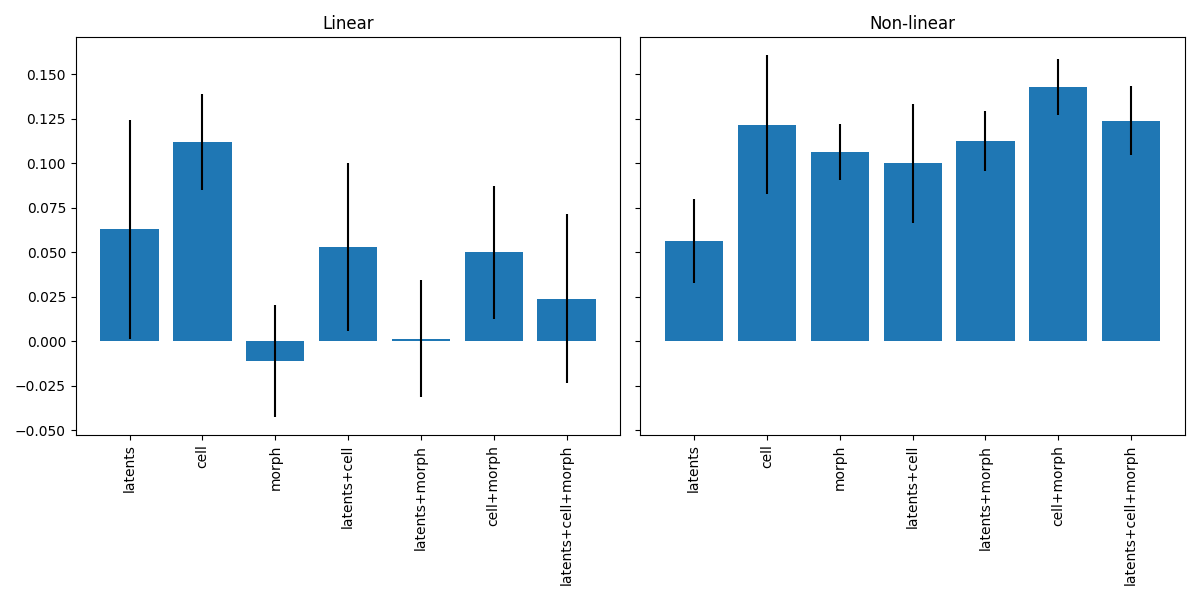 Linear
Non-linear
0.150
0.125
0.100
0.075
0.050
0.025
0.000
−0.025
−0.050
latents
cell
morph
latents+cell
latents+morph
cell+morph
latents+cell+morph
latents
cell
morph
latents+cell
latents+morph
cell+morph
latents+cell+morph